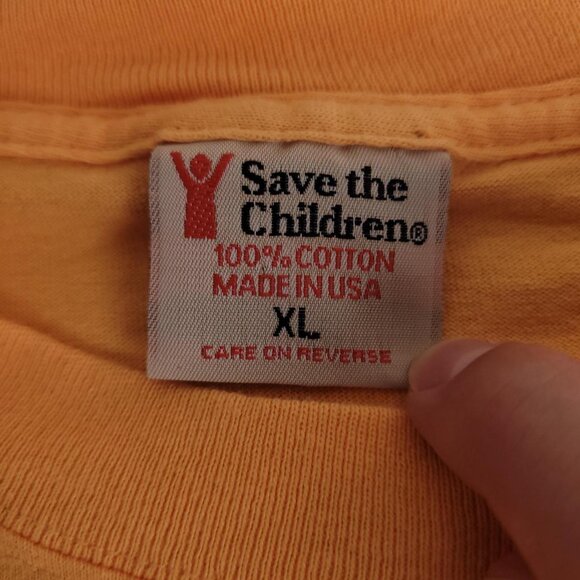 Save the
Children®
100% COTTON
MADE IN USA
XL
CARE ON REVERSE